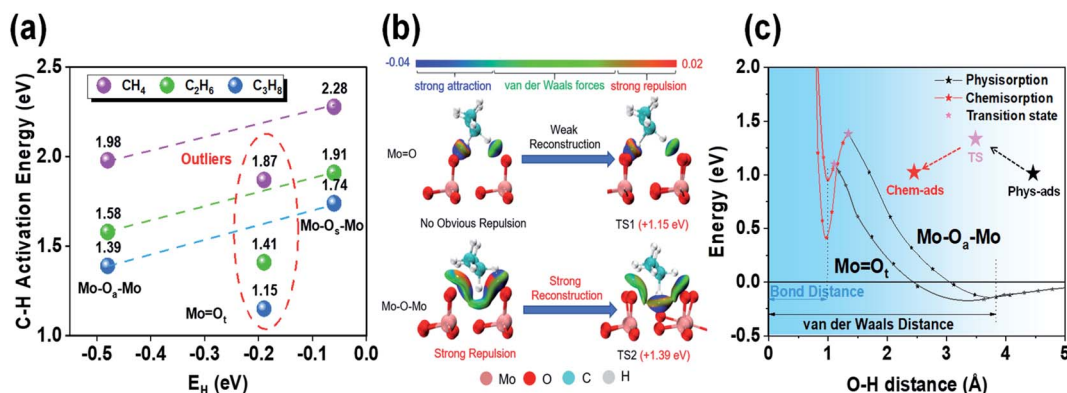 (a)
C-H Activation Energy (eV)
2.5
2.0
1.5
1.0
CH4 C2H6 C3H8
1.98
1.58
1.39
Mo-Oa-Mo
Outliers
1.87
1.41
1.15
Mo=Ot
2.28
1.91
1.74
Mo-Os-Mo
-0.5 -0.4 -0.3 -0.2 -0.1 0.0
EH (eV)
(b)
-0.04 0.02
strong attraction van der Waals forces strong repulsion
Mo=O
Weak
Reconstruction
No Obvious Repulsion
TS1 (+1.15 eV)
Mo-O-Mo
Strong
Reconstruction
Strong Repulsion
TS2 (+1.39 eV)
Mo O C H
(c)
Energy (eV)
2.0
1.5
1.0
0.5
0.0
-0.5
Physisorption
Chemisorption
Transition state
TS
Chem-ads
Phys-ads
Mo-Oa-Mo
Mo=Ot
Bond Distance
van der Waals Distance
0 1 2 3 4 5
O-H distance (Å)